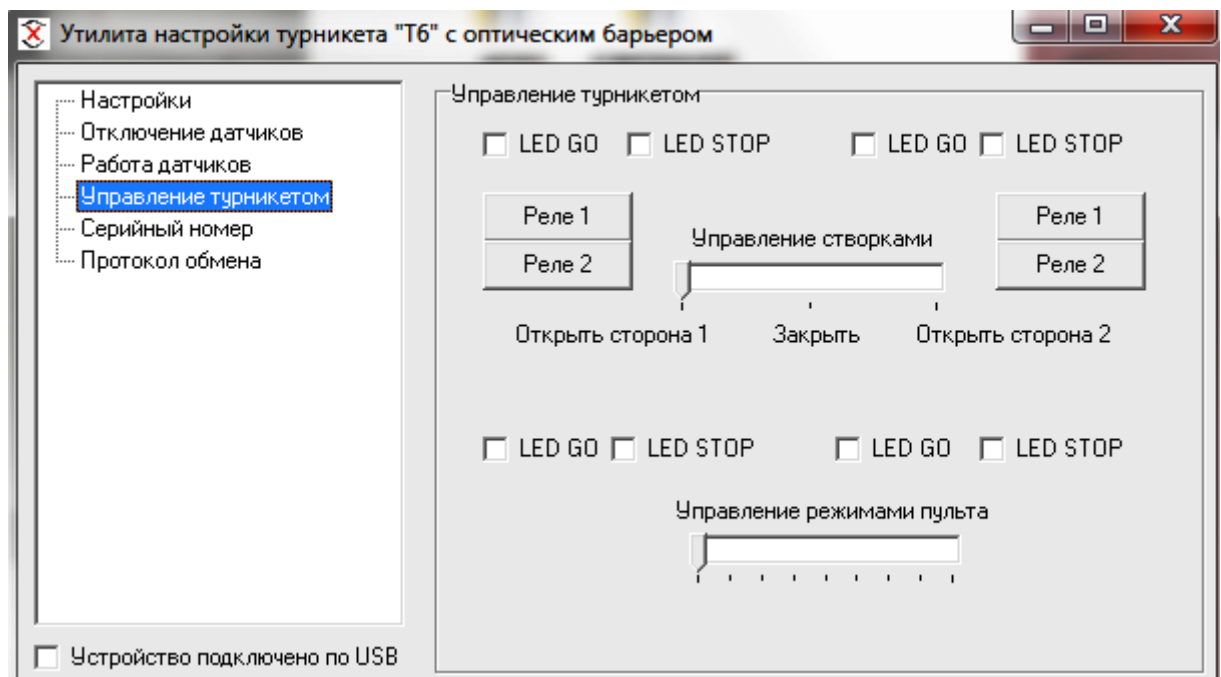 Утилита настройки турникета "Т6" с оптическим барьером
Настройки
Отключение датчиков
Работа датчиков
Управление турникетом
Серийный номер
Протокол обмена
Устройство подключено по USB
Управление турникетом
LED GO LED STOP LED GO LED STOP
Реле 1 Реле 1
Управление створками
Реле 2 Реле 2
Открыть сторона 1 Закрыть Открыть сторона 2
LED GO LED STOP LED GO LED STOP
Управление режимами пульта